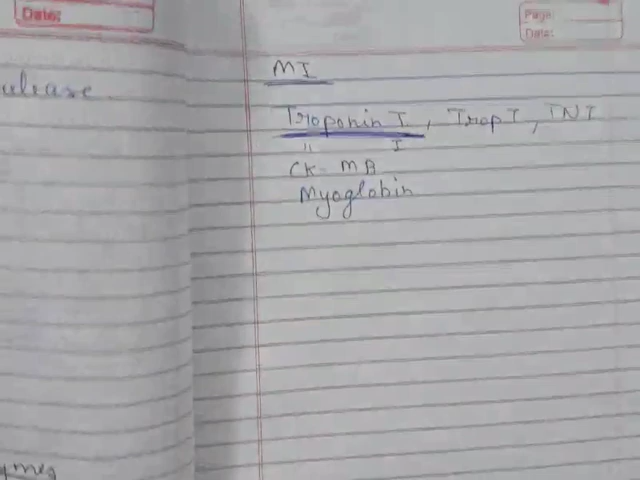 Date:
Page:
Date:
MI
Troponin I, Trop I, TNI
" I
CK-MB
Myoglobin